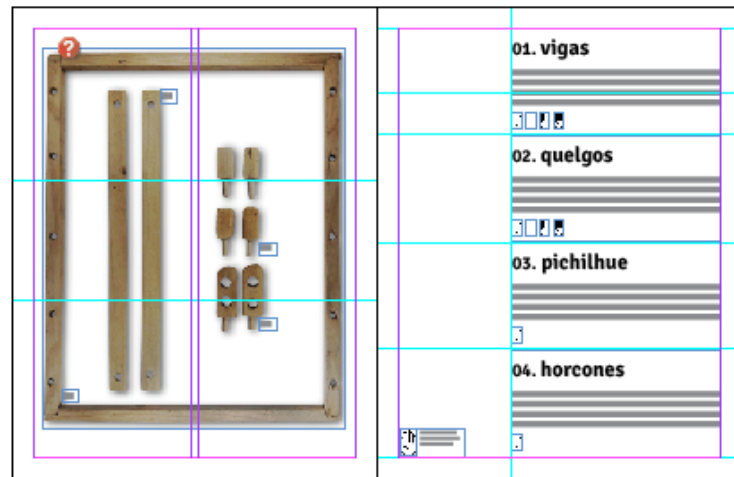 01. vigas
02. quelgos
03. pichilhue
04. horcones